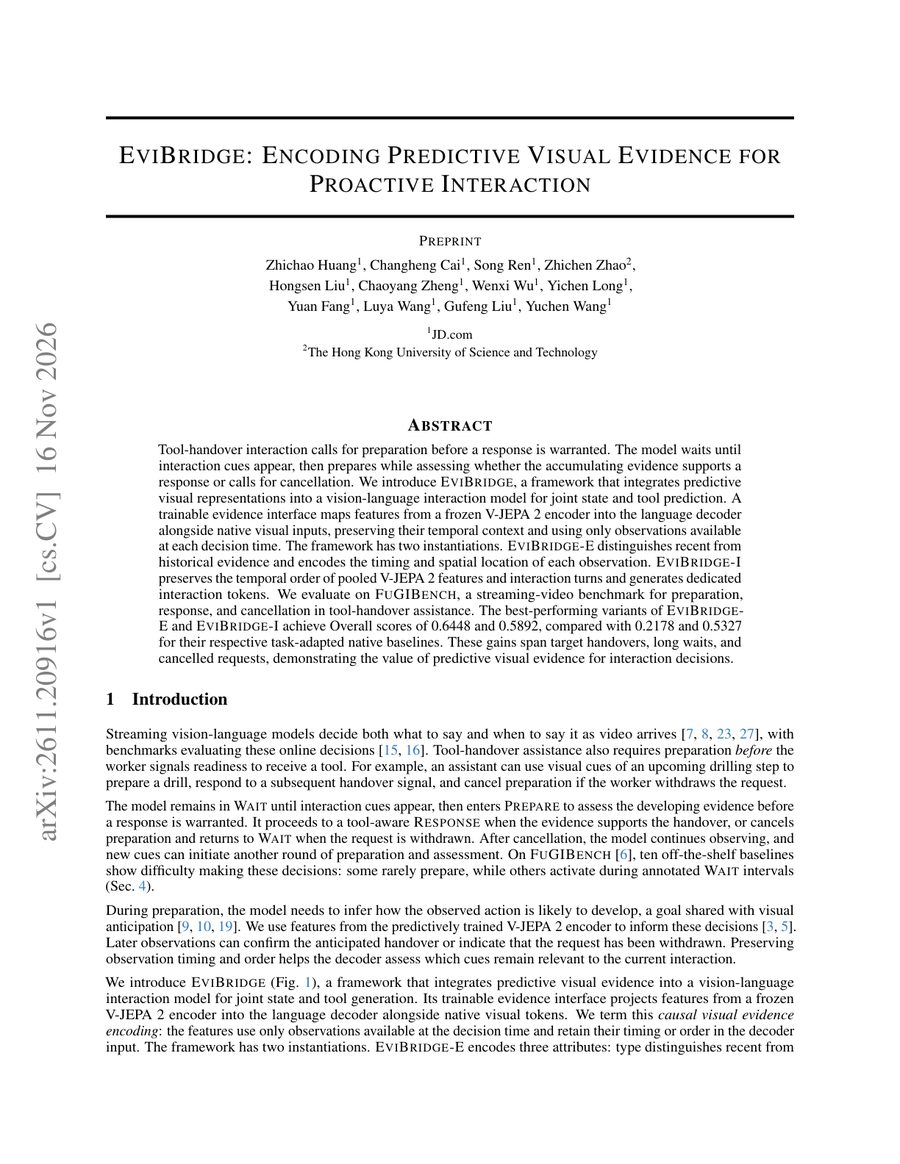 EVIBRIDGE: ENCODING PREDICTIVE VISUAL EVIDENCE FOR
PROACTIVE INTERACTION
PREPRINT
Zhichao Huang1, Changheng Cai1, Song Ren1, Zhichen Zhao2,
Hongsen Liu1, Chaoyang Zheng1, Wenxi Wu1, Yichen Long1,
Yuan Fang1, Luya Wang1, Gufeng Liu1, Yuchen Wang1
1JD.com
2The Hong Kong University of Science and Technology
arXiv:2611.20916v1 [cs.CV] 16 Nov 2026
ABSTRACT
Tool-handover interaction calls for preparation before a response is warranted. The model waits until
interaction cues appear, then prepares while assessing whether the accumulating evidence supports a
response or calls for cancellation. We introduce EVIBRIDGE, a framework that integrates predictive
visual representations into a vision-language interaction model for joint state and tool prediction. A
trainable evidence interface maps features from a frozen V-JEPA 2 encoder into the language decoder
alongside native visual inputs, preserving their temporal context and using only observations available
at each decision time. The framework has two instantiations. EVIBRIDGE-E distinguishes recent from
historical evidence and encodes the timing and spatial location of each observation. EVIBRIDGE-I
preserves the temporal order of pooled V-JEPA 2 features and interaction turns and generates dedicated
interaction tokens. We evaluate on FUGIBENCH, a streaming-video benchmark for preparation,
response, and cancellation in tool-handover assistance. The best-performing variants of EVIBRIDGE-
E and EVIBRIDGE-I achieve Overall scores of 0.6448 and 0.5892, compared with 0.2178 and 0.5327
for their respective task-adapted native baselines. These gains span target handovers, long waits, and
cancelled requests, demonstrating the value of predictive visual evidence for interaction decisions.
1 Introduction
Streaming vision-language models decide both what to say and when to say it as video arrives [7, 8, 23, 27], with
benchmarks evaluating these online decisions [15, 16]. Tool-handover assistance also requires preparation before the
worker signals readiness to receive a tool. For example, an assistant can use visual cues of an upcoming drilling step to
prepare a drill, respond to a subsequent handover signal, and cancel preparation if the worker withdraws the request.
The model remains in WAIT until interaction cues appear, then enters PREPARE to assess the developing evidence before
a response is warranted. It proceeds to a tool-aware RESPONSE when the evidence supports the handover, or cancels
preparation and returns to WAIT when the request is withdrawn. After cancellation, the model continues observing, and
new cues can initiate another round of preparation and assessment. On FUGIBENCH [6], ten off-the-shelf baselines
show difficulty making these decisions: some rarely prepare, while others activate during annotated WAIT intervals
(Sec. 4).
During preparation, the model needs to infer how the observed action is likely to develop, a goal shared with visual
anticipation [9, 10, 19]. We use features from the predictively trained V-JEPA 2 encoder to inform these decisions [3, 5].
Later observations can confirm the anticipated handover or indicate that the request has been withdrawn. Preserving
observation timing and order helps the decoder assess which cues remain relevant to the current interaction.
We introduce EVIBRIDGE (Fig. 1), a framework that integrates predictive visual evidence into a vision-language
interaction model for joint state and tool generation. Its trainable evidence interface projects features from a frozen
V-JEPA 2 encoder into the language decoder alongside native visual tokens. We term this causal visual evidence
encoding: the features use only observations available at the decision time and retain their timing or order in the decoder
input. The framework has two instantiations. EVIBRIDGE-E encodes three attributes: type distinguishes recent from